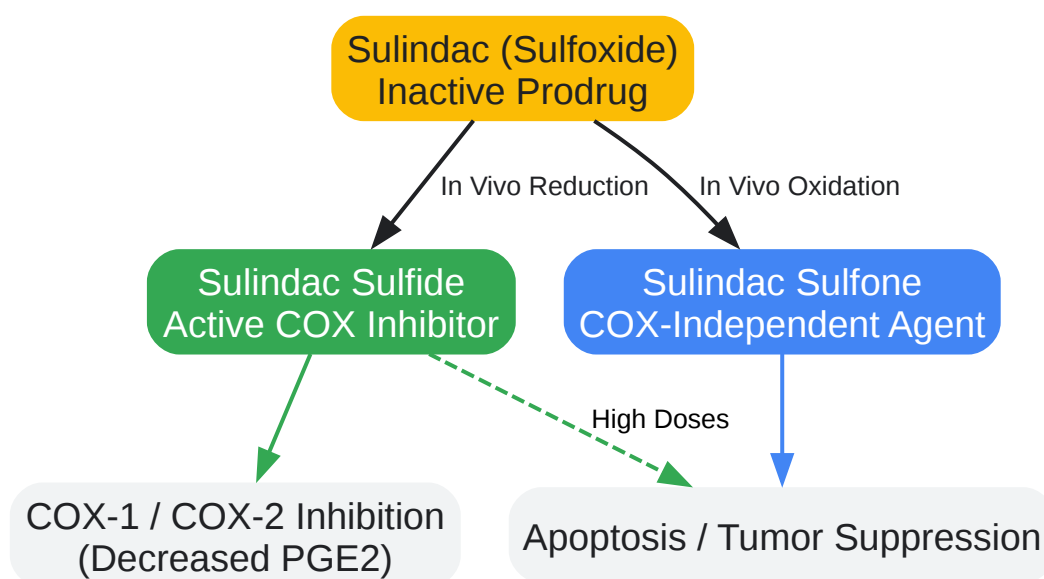 Sulindac (Sulfoxide)
Inactive Prodrug
In Vivo Reduction
In Vivo Oxidation
Sulindac Sulfide
Active COX Inhibitor
Sulindac Sulfone
COX-Independent Agent
High Doses
COX-1 / COX-2 Inhibition
(Decreased PGE2)
Apoptosis / Tumor Suppression